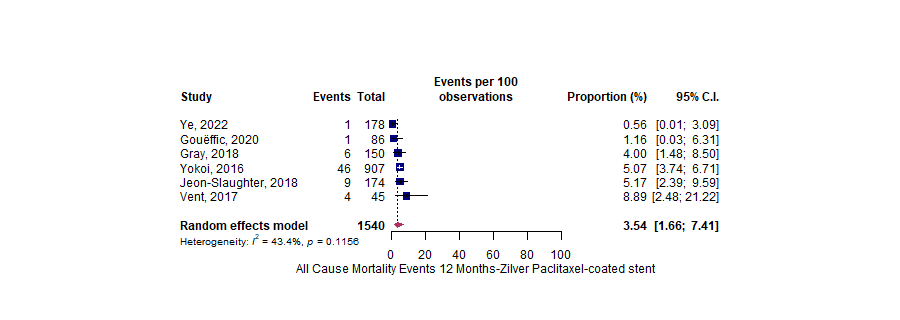 Events per 100
Study Events Total observations Proportion (%) 95% C.I.
Ye, 2022 1 178 0.56 [0.01; 3.09]
Gouëffic, 2020 1 86 1.16 [0.03; 6.31]
Gray, 2018 6 150 4.00 [1.48; 8.50]
Yokoi, 2016 46 907 5.07 [3.74; 6.71]
Jeon-Slaughter, 2018 9 174 5.17 [2.39; 9.59]
Vent, 2017 4 45 8.89 [2.48; 21.22]
Random effects model 1540 3.54 [1.66; 7.41]
Heterogeneity: I² = 43.4%, p = 0.1156
0 20 40 60 80 100
All Cause Mortality Events 12 Months-Zilver Paclitaxel-coated stent